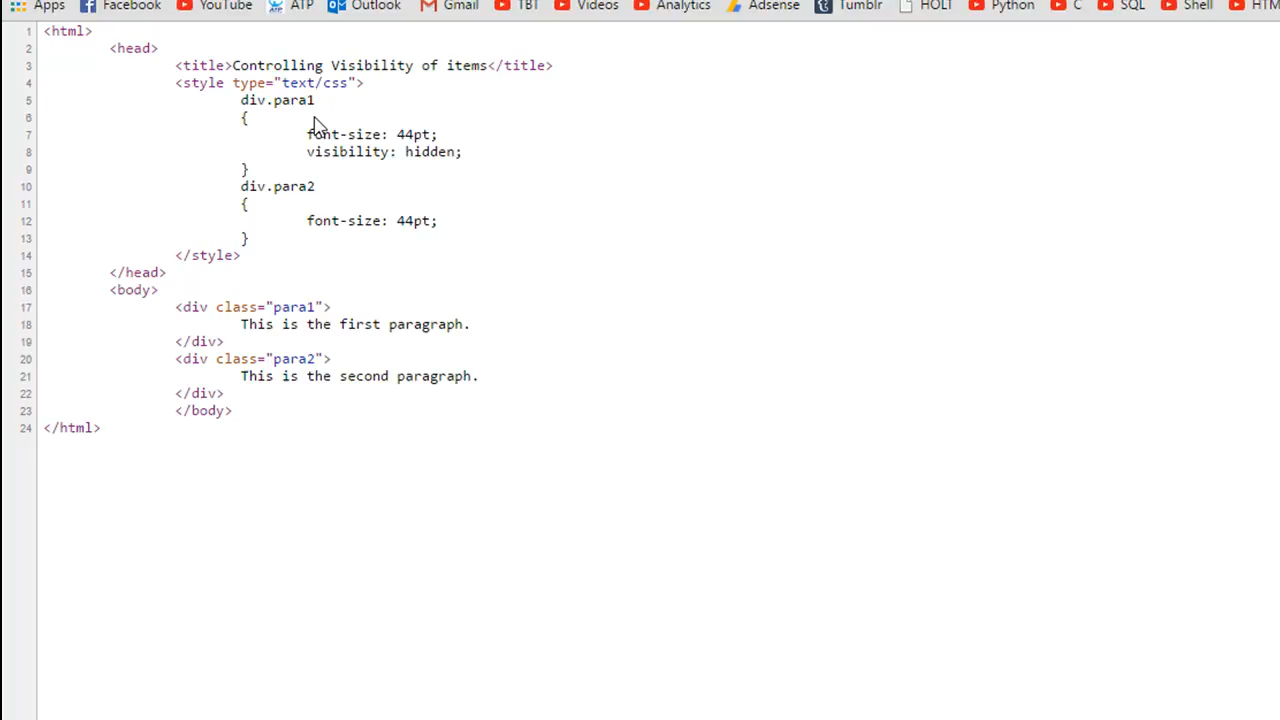 Apps Facebook YouTube ATP Outlook Gmail TBT Videos Analytics Adsense Tumblr HOLT Python C SQL Shell HTM
1 <html>
2 <head>
3 <title>Controlling Visibility of items</title>
4 <style type="text/css">
5 div.para1
6 {
7 font-size: 44pt;
8 visibility: hidden;
9 }
10 div.para2
11 {
12 font-size: 44pt;
13 }
14 </style>
15 </head>
16 <body>
17 <div class="para1">
18 This is the first paragraph.
19 </div>
20 <div class="para2">
21 This is the second paragraph.
22 </div>
23 </body>
24 </html>